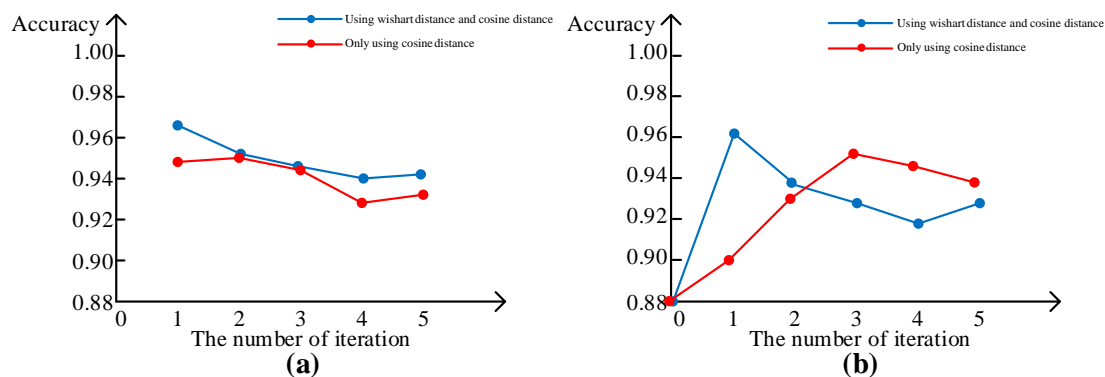 Accuracy
Using wishart distance and cosine distance
Only using cosine distance
1.00
0.98
0.96
0.94
0.92
0.90
0.88
0 1 2 3 4 5
The number of iteration
(a)
Accuracy
Using wishart distance and cosine distance
Only using cosine distance
1.00
0.98
0.96
0.94
0.92
0.90
0.88
0 1 2 3 4 5
The number of iteration
(b)